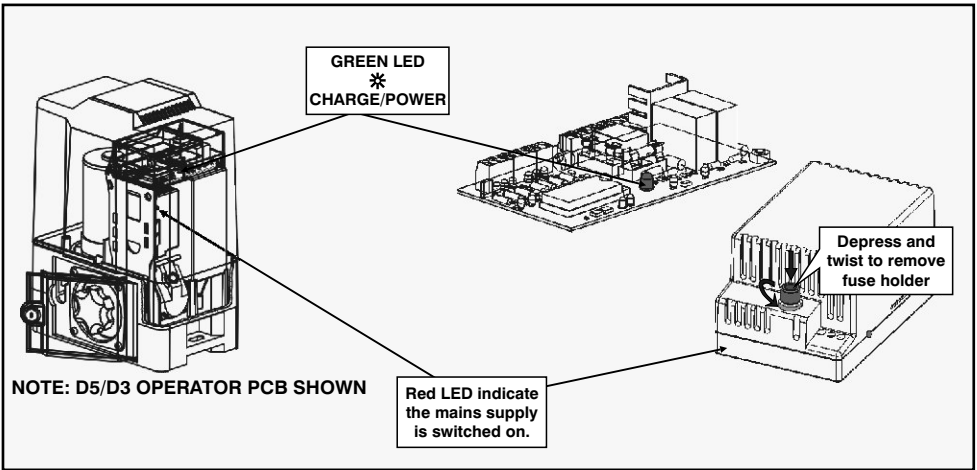 GREEN LED
☼
CHARGE/POWER
Depress and
twist to remove
fuse holder
NOTE: D5/D3 OPERATOR PCB SHOWN
Red LED indicate
the mains supply
is switched on.